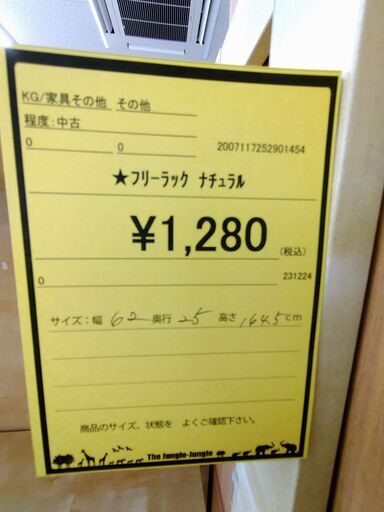 KG/家具その他 その他
程度:中古
0 0 2007117252901454
★フリーラック ナチュラル
¥1,280 (税込)
0 231224
サイズ:幅 62 奥行 25 高さ 164.5cm
商品のサイズ、状態を よくご確認下さい。
The Jungle-Jungle